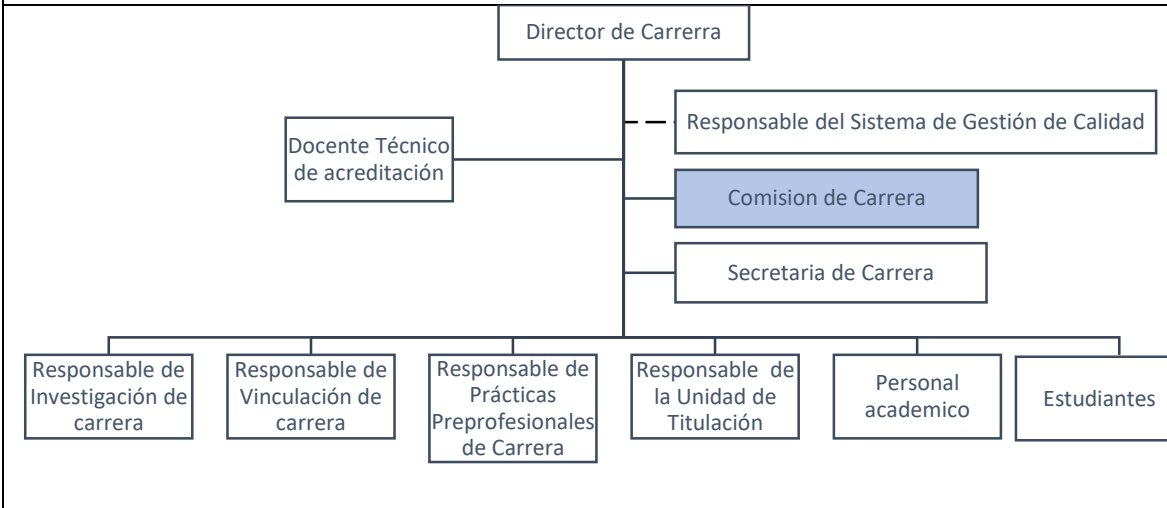 Director de Carrerra
Responsable del Sistema de Gestión de Calidad
Docente Técnico
de acreditación
Comision de Carrera
Secretaria de Carrera
Responsable de
Investigación de
carrera
Responsable de
Vinculación de
carrera
Responsable de
Prácticas
Preprofesionales
de Carrera
Responsable de
la Unidad de
Titulación
Personal
academico
Estudiantes